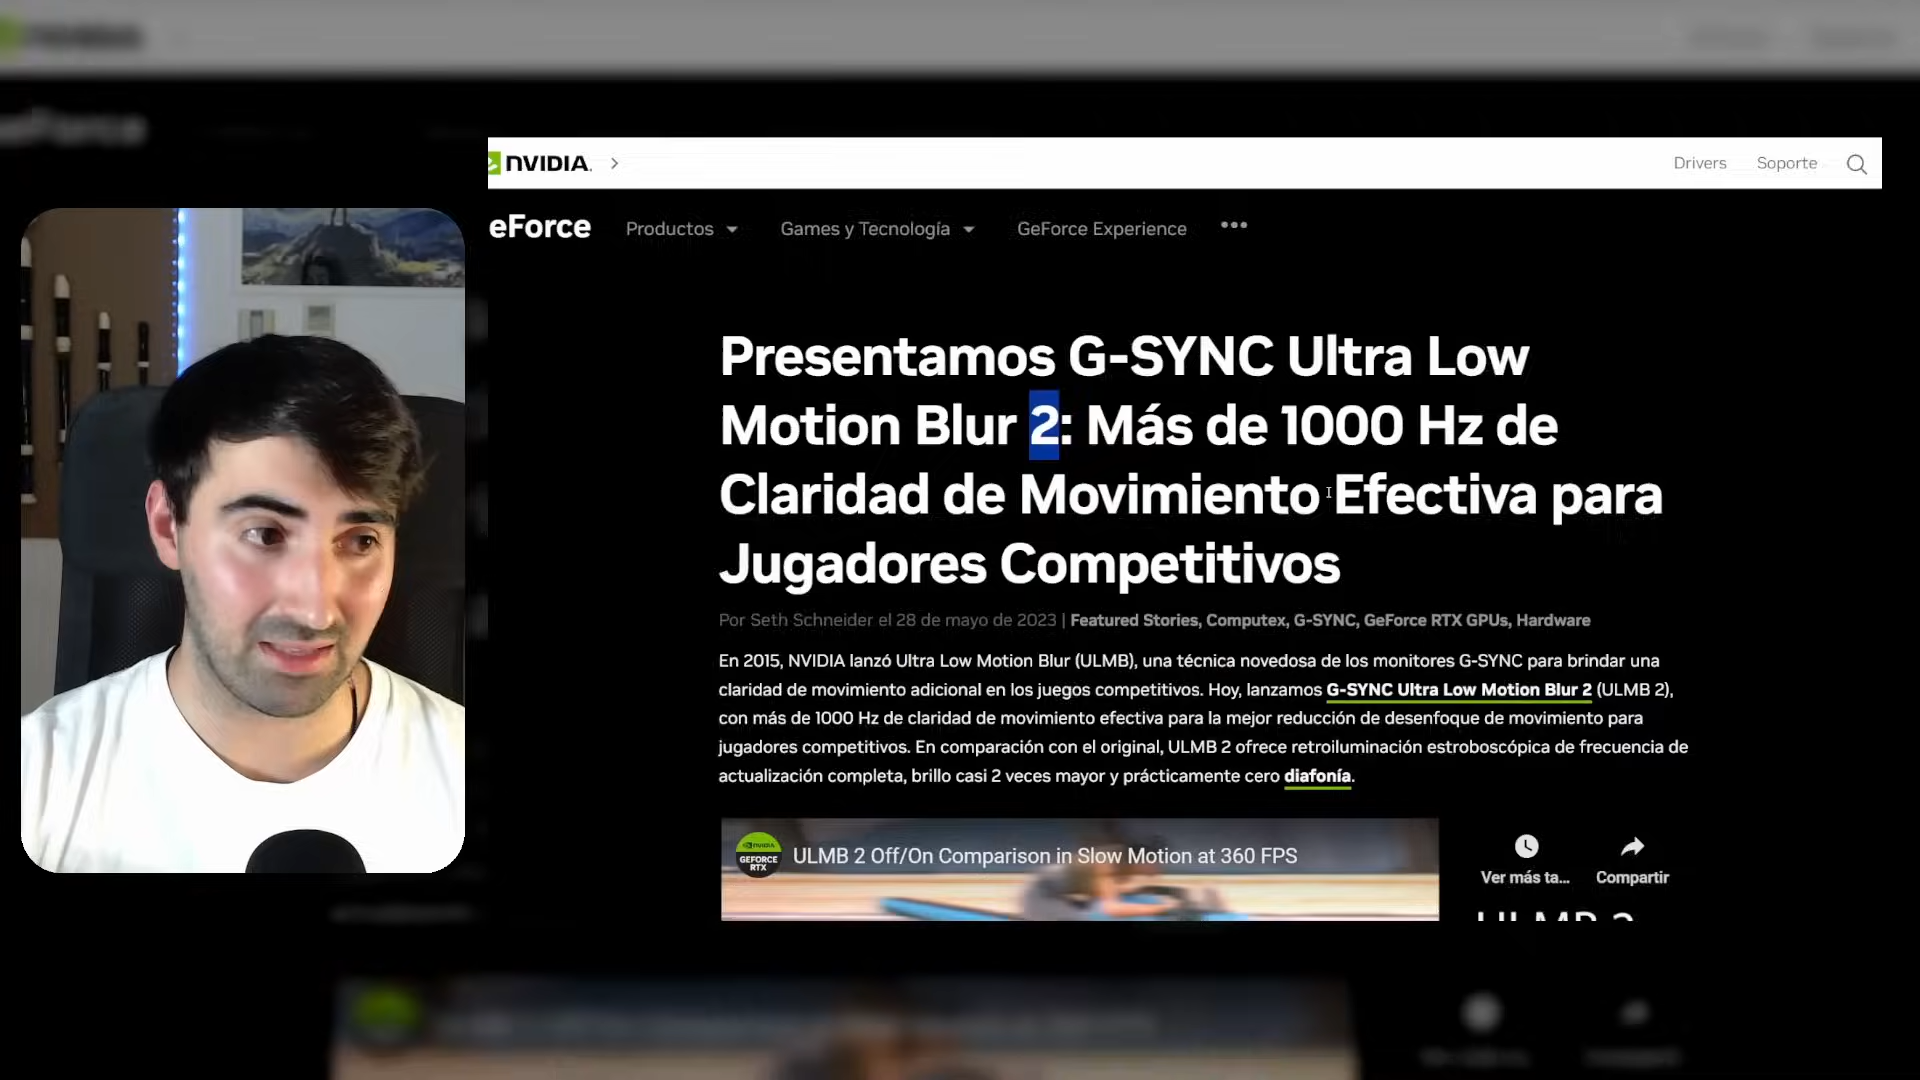 NVIDIA.
Drivers
Soporte
eForce
Productos
Games y Tecnología
GeForce Experience
Presentamos G-SYNC Ultra Low
Motion Blur 2: Más de 1000 Hz de
Claridad de Movimiento Efectiva para
Jugadores Competitivos
Por Seth Schneider el 28 de mayo de 2023 | Featured Stories, Computex, G-SYNC, GeForce RTX GPUs, Hardware
En 2015, NVIDIA lanzó Ultra Low Motion Blur (ULMB), una técnica novedosa de los monitores G-SYNC para brindar una
claridad de movimiento adicional en los juegos competitivos. Hoy, lanzamos G-SYNC Ultra Low Motion Blur 2 (ULMB 2),
con más de 1000 Hz de claridad de movimiento efectiva para la mejor reducción de desenfoque de movimiento para
jugadores competitivos. En comparación con el original, ULMB 2 ofrece retroiluminación estroboscópica de frecuencia de
actualización completa, brillo casi 2 veces mayor y prácticamente cero diafonía.
NVIDIA
GEFORCE
RTX
ULMB 2 Off/On Comparison in Slow Motion at 360 FPS
Ver más ta...
Compartir
ULMB 2
eForce